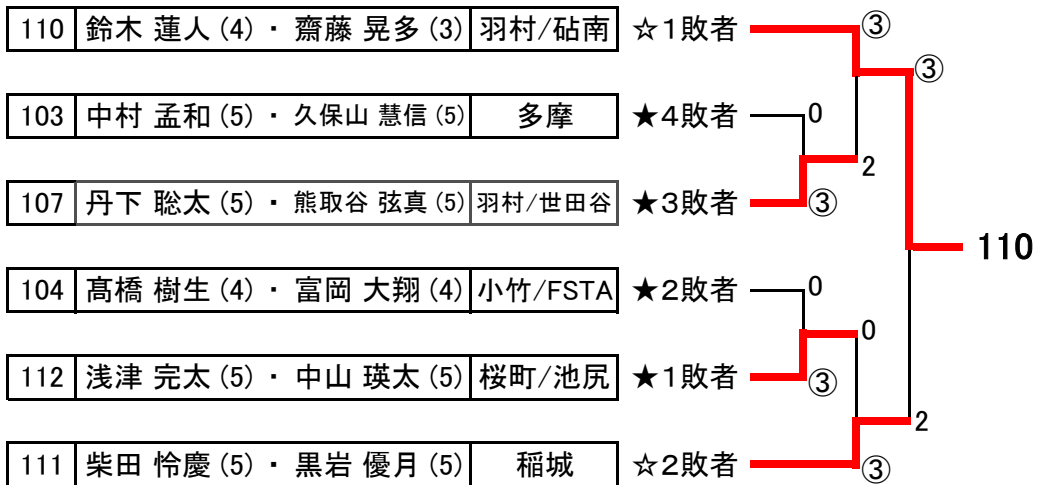 110 鈴木 蓮人 (4) ・ 齋藤 晃多 (3) 羽村/砧南 ☆1敗者 ③
③
103 中村 孟和 (5) ・ 久保山 慧信 (5) 多摩 ★4敗者 0
2
107 丹下 聡太 (5) ・ 熊取谷 弦真 (5) 羽村/世田谷 ★3敗者 ③
110
104 髙橋 樹生 (4) ・ 富岡 大翔 (4) 小竹/FSTA ★2敗者 0
0
112 浅津 完太 (5) ・ 中山 瑛太 (5) 桜町/池尻 ★1敗者 ③
2
111 柴田 怜慶 (5) ・ 黒岩 優月 (5) 稲城 ☆2敗者 ③